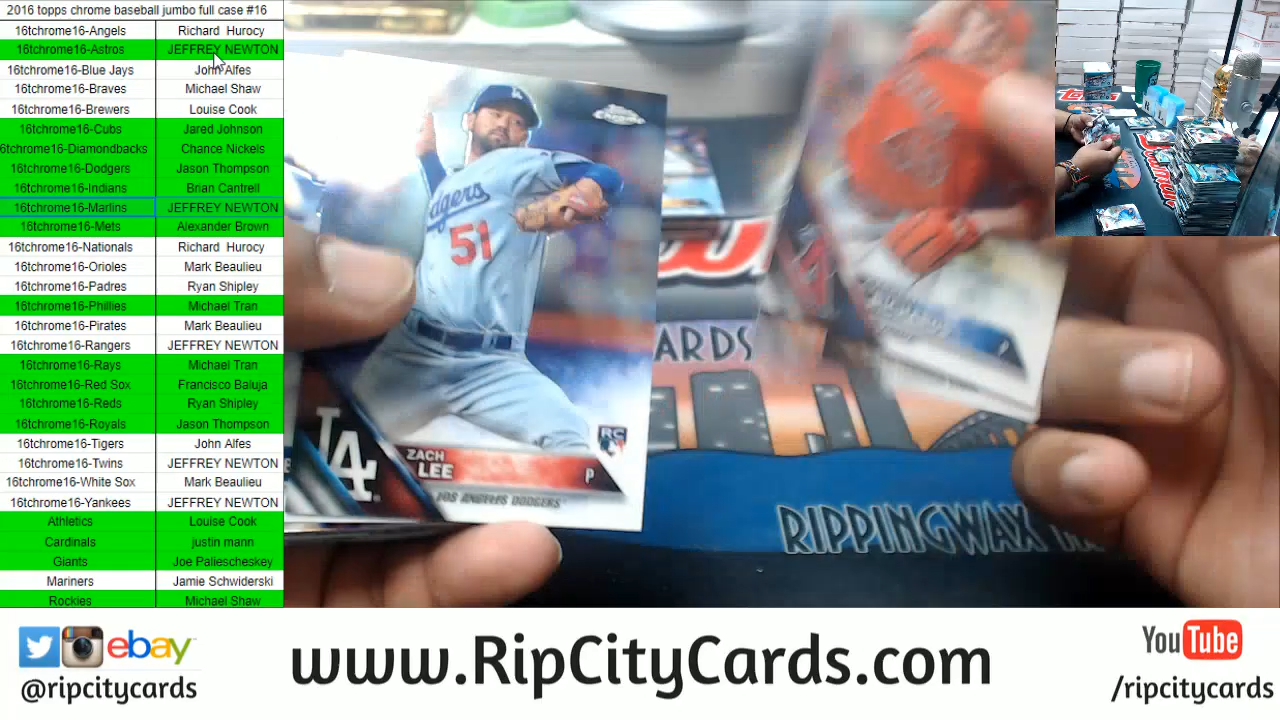 2016 topps chrome baseball jumbo full case #16
16tchrome16-Angels Richard Hurocy
16tchrome16-Astros JEFFREY NEWTON
16tchrome16-Blue Jays John Alfes
16tchrome16-Braves Michael Shaw
16tchrome16-Brewers Louise Cook
16tchrome16-Cubs Jared Johnson
6tchrome16-Diamondbacks Chance Nickels
16tchrome16-Dodgers Jason Thompson
16tchrome16-Indians Brian Cantrell
16tchrome16-Marlins JEFFREY NEWTON
16tchrome16-Mets Alexander Brown
16tchrome16-Nationals Richard Hurocy
16tchrome16-Orioles Mark Beaulieu
16tchrome16-Padres Ryan Shipley
16tchrome16-Phillies Michael Tran
16tchrome16-Pirates Mark Beaulieu
16tchrome16-Rangers JEFFREY NEWTON
16tchrome16-Rays Michael Tran
16tchrome16-Red Sox Francisco Baluja
16tchrome16-Reds Ryan Shipley
16tchrome16-Royals Jason Thompson
16tchrome16-Tigers John Alfes
16tchrome16-Twins JEFFREY NEWTON
16tchrome16-White Sox Mark Beaulieu
16tchrome16-Yankees JEFFREY NEWTON
Athletics Louise Cook
Cardinals justin mann
Giants Joe Paliescheskey
Mariners Jamie Schwiderski
Rockies Michael Shaw
dgers
51
LA
RC
ZACH
LEE
P
LOS ANGELES DODGERS
ARDS
RIPPINGWAX
ebay
@ripcitycards
www.RipCityCards.com
YouTube
/ripcitycards